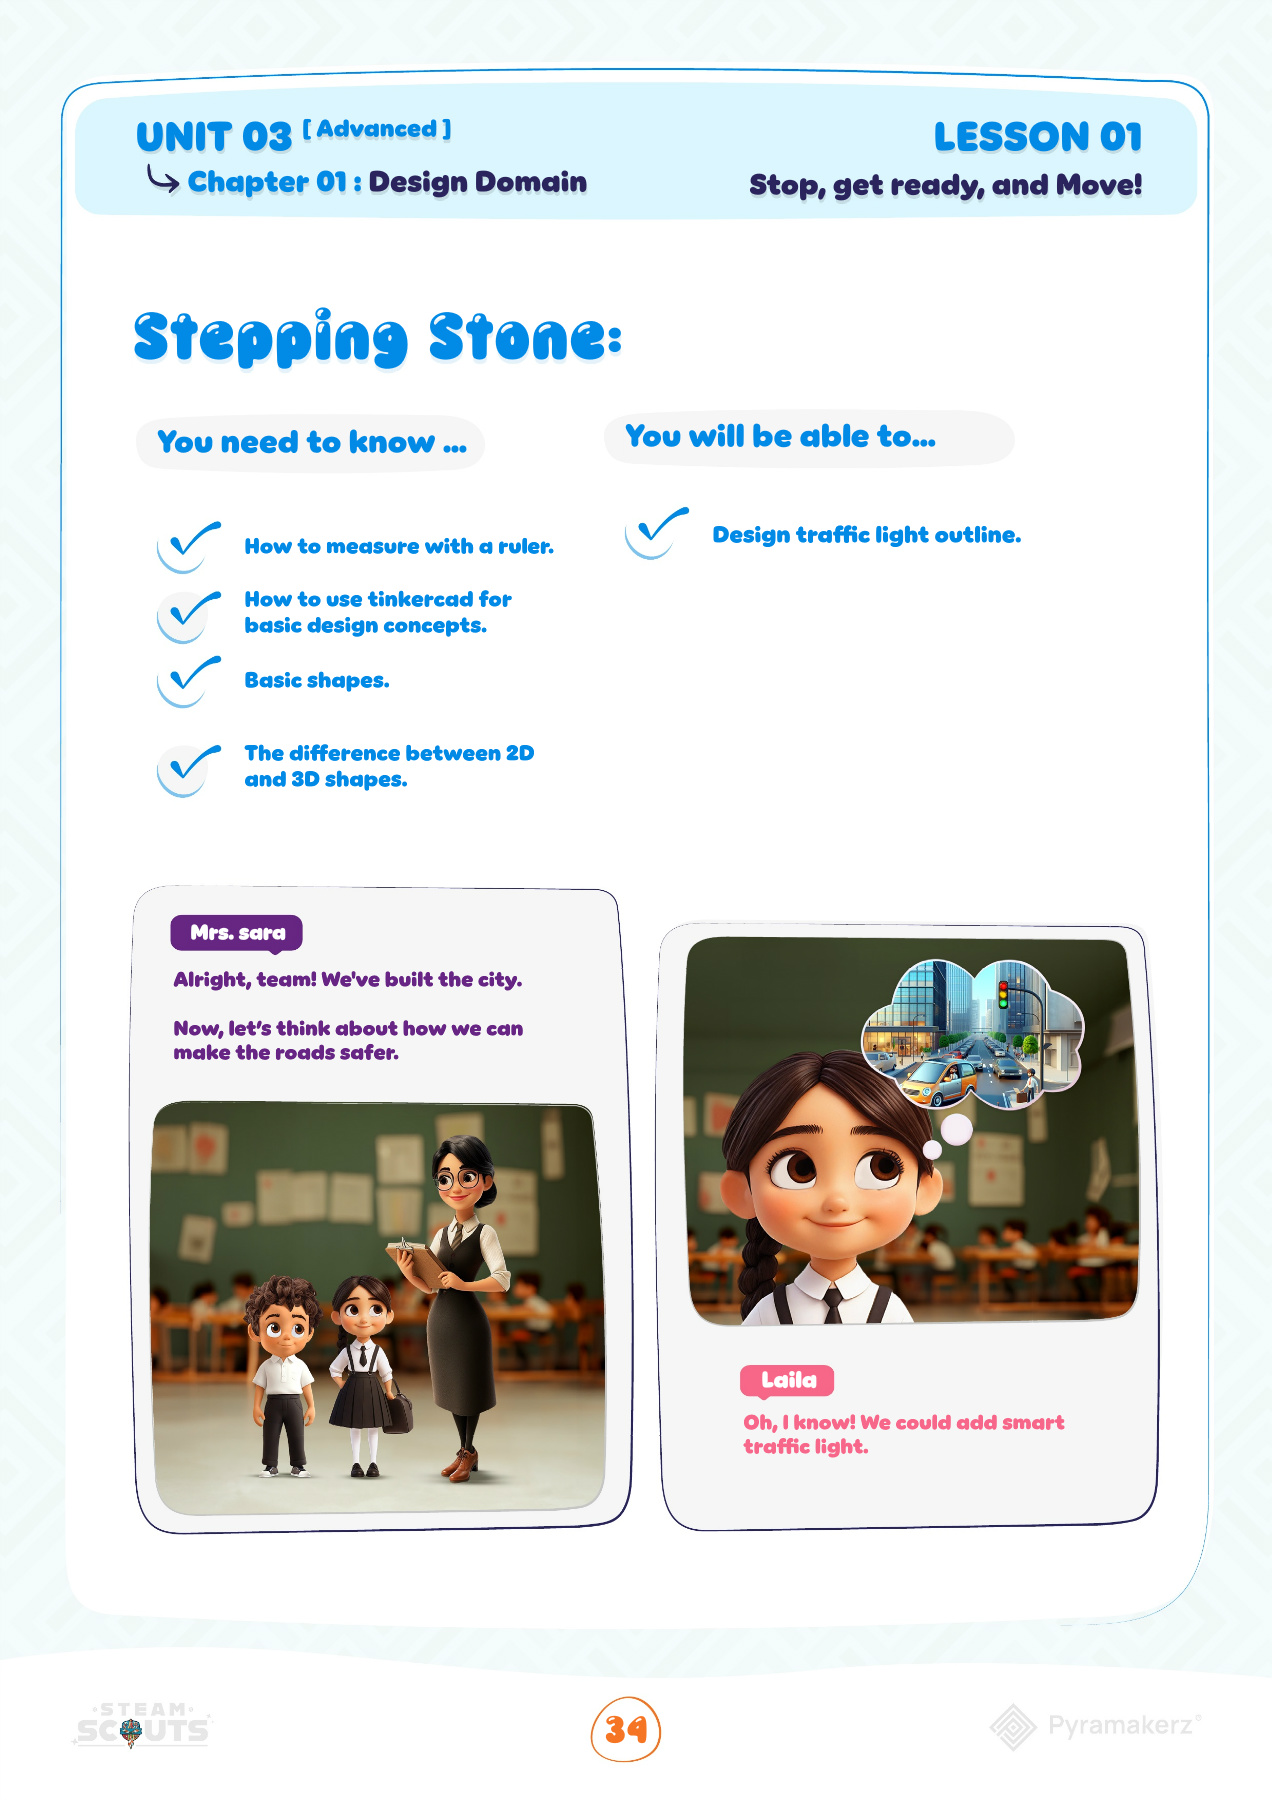 UNIT 03 [ Advanced ]
Chapter 01 : Design Domain
LESSON 01
Stop, get ready, and Move!
Stepping Stone:
You need to know ...
How to measure with a ruler.
How to use tinkercad for
basic design concepts.
Basic shapes.
The difference between 2D
and 3D shapes.
You will be able to...
Design traffic light outline.
Mrs. sara
Alright, team! We've built the city.
Now, let's think about how we can
make the roads safer.
Laila
Oh, I know! We could add smart
traffic light.
STEAM
SCOUTS
34
Pyramakerz